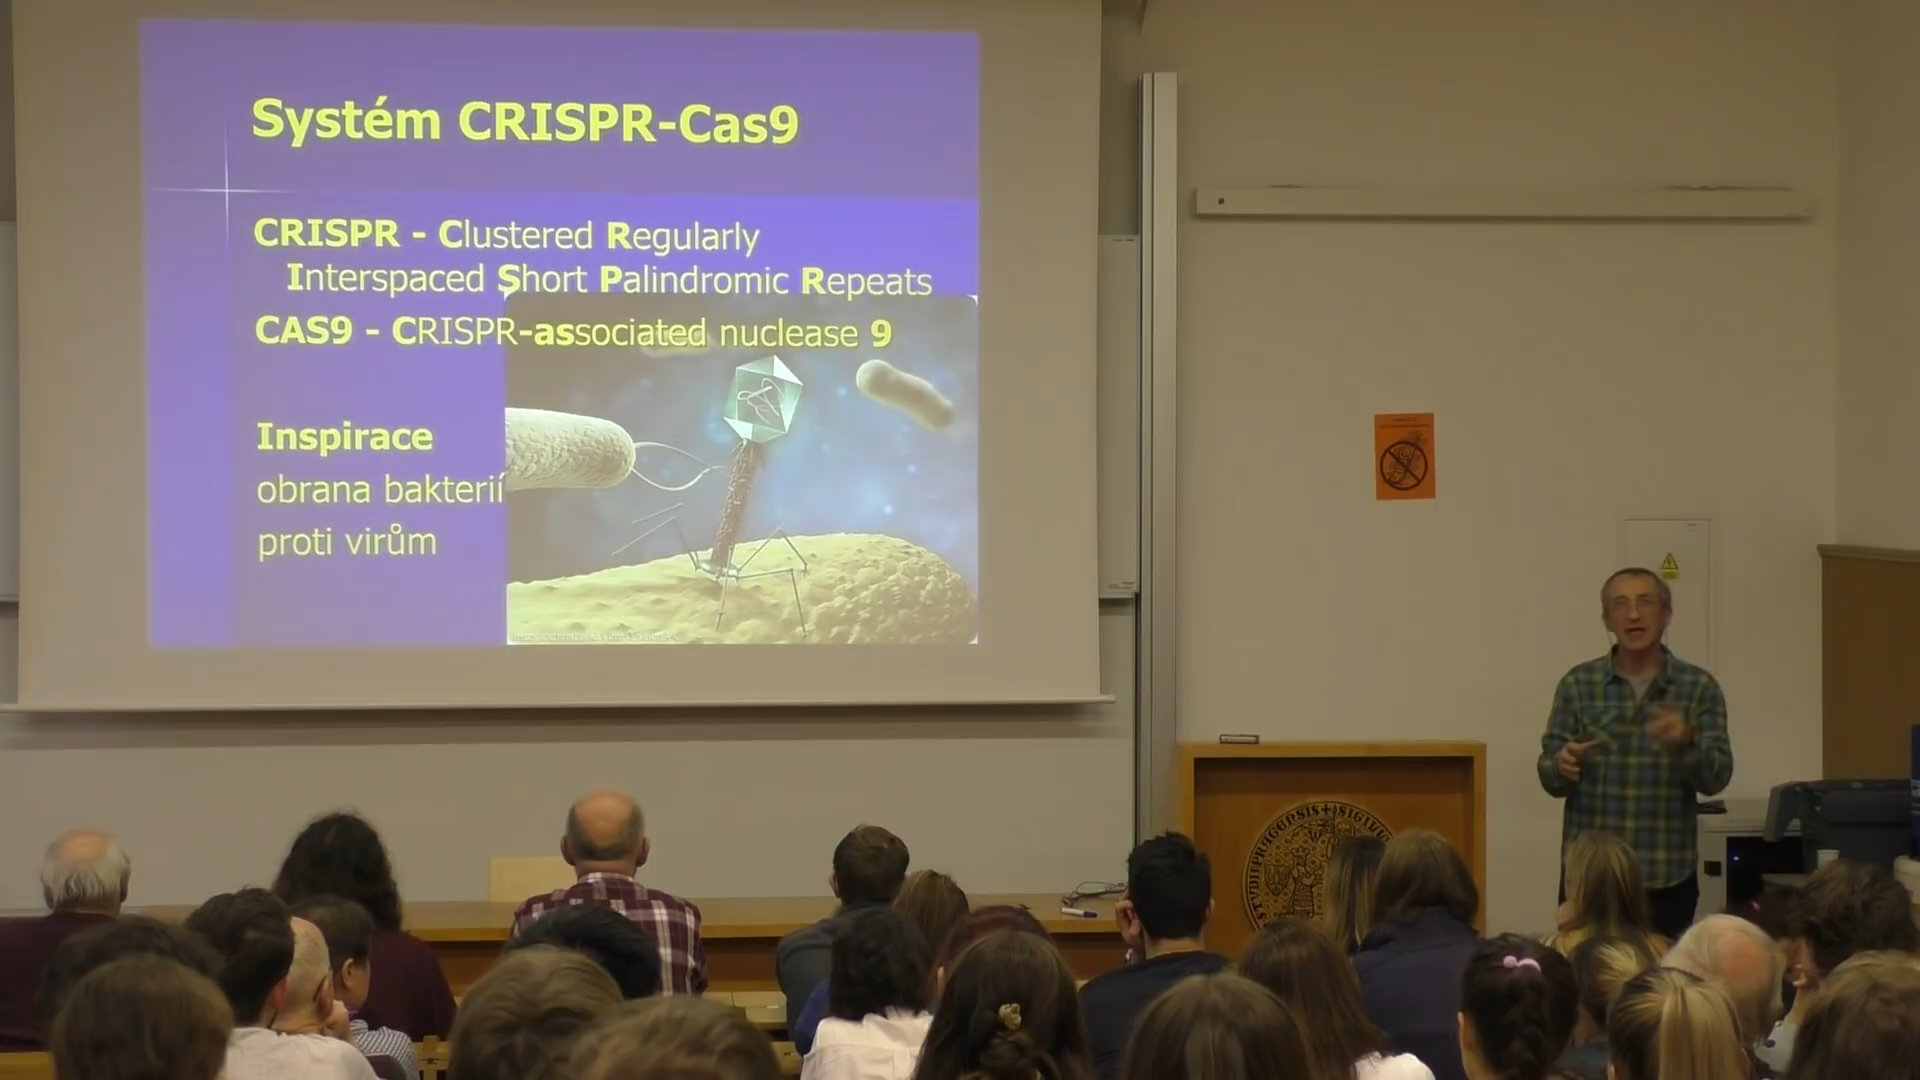 Systém CRISPR-Cas9
CRISPR - Clustered Regularly
Interspaced Short Palindromic Repeats
CAS9 - CRISPR-associated nuclease 9
Inspirace
obrana bakterií
proti virům